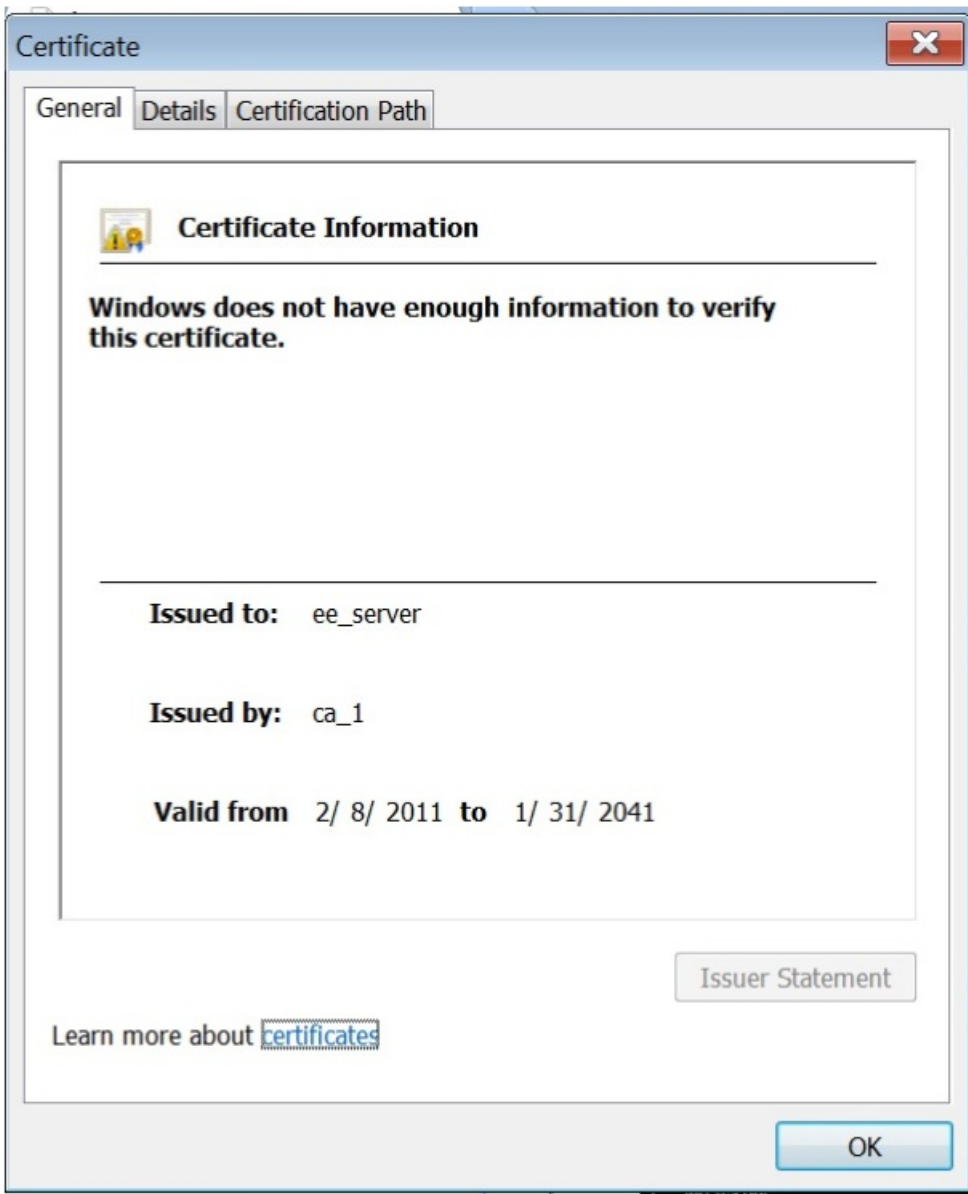 Certificate
General Details Certification Path
Certificate Information
Windows does not have enough information to verify
this certificate.
Issued to: ee_server
Issued by: ca_1
Valid from 2/ 8/ 2011 to 1/ 31/ 2041
Issuer Statement
Learn more about certificates
OK